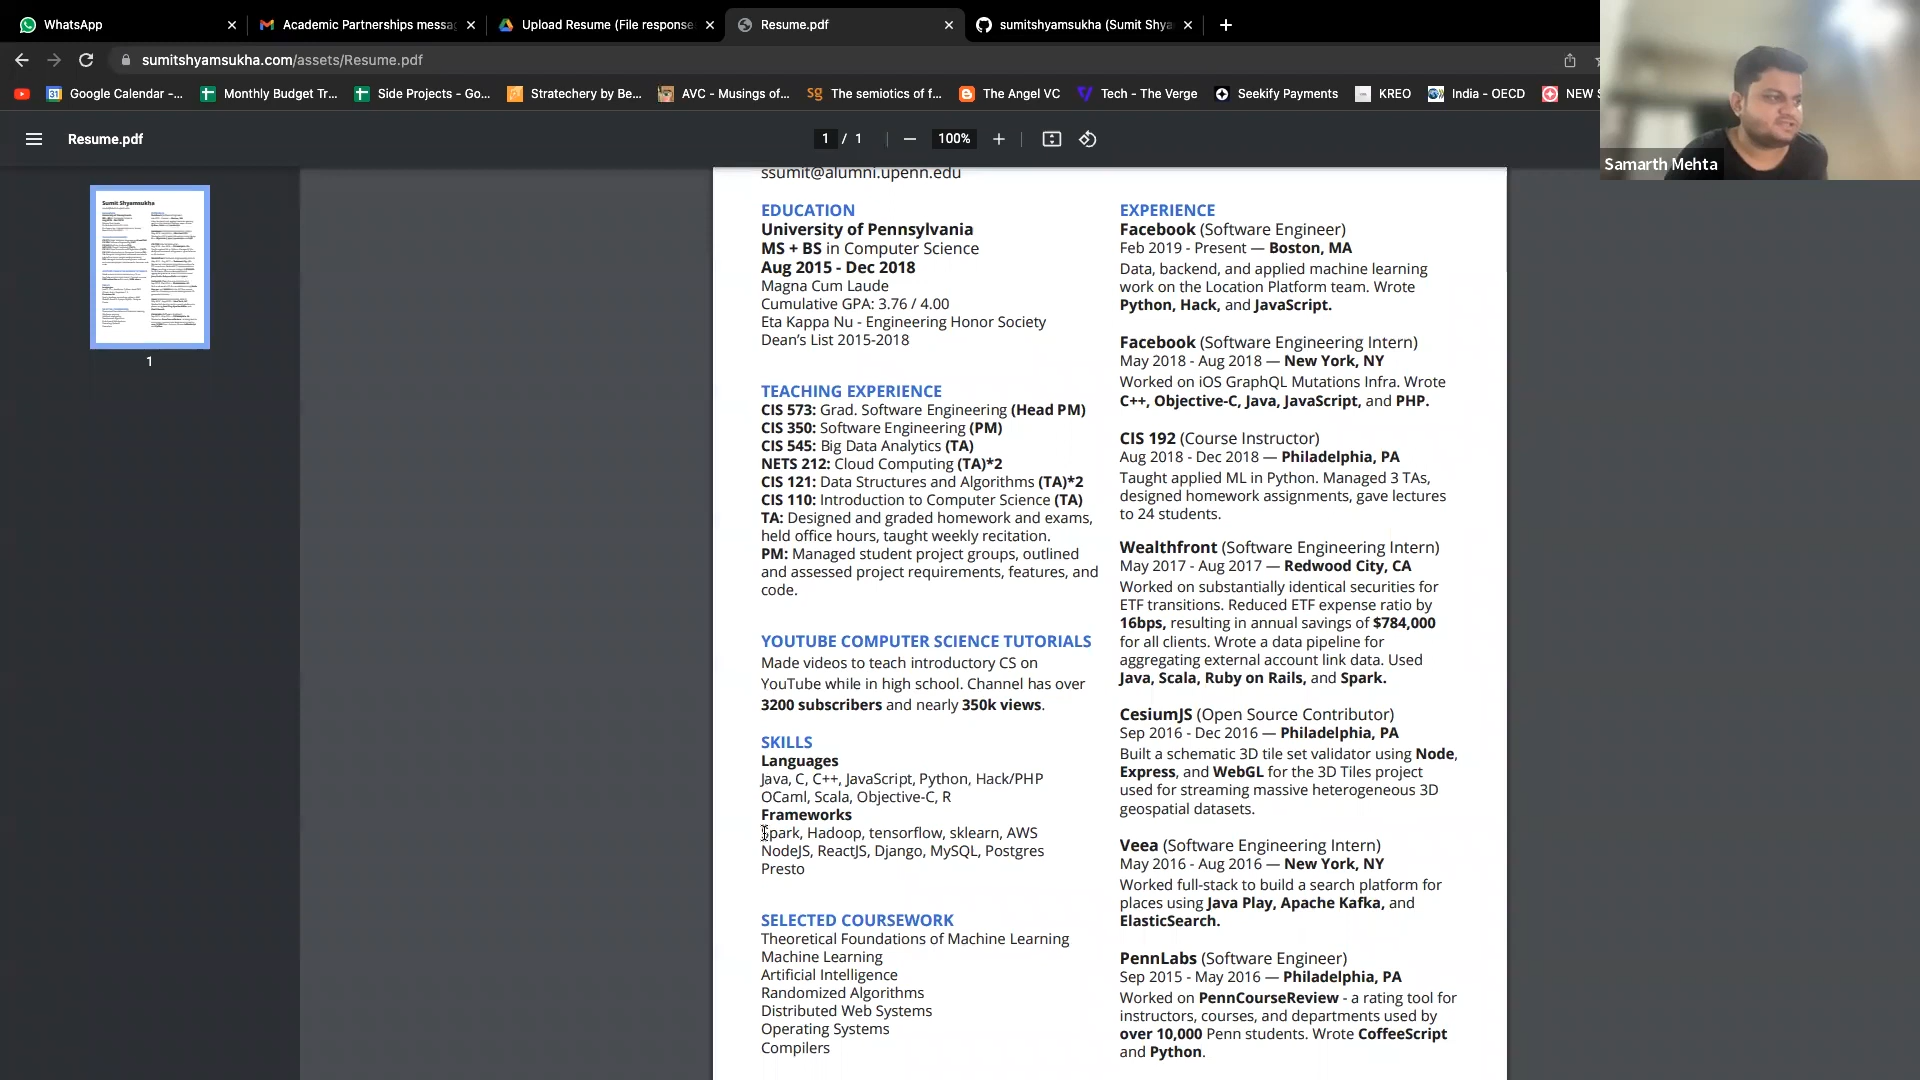 WhatsApp
Academic Partnerships messa
Upload Resume (File response
Resume.pdf
sumitshyamsukha (Sumit Shya
sumitshyamsukha.com/assets/Resume.pdf
Google Calendar -...
Monthly Budget Tr...
Side Projects - Go...
Stratechery by Be...
AVC - Musings of...
sg
The semiotics of f...
The Angel VC
Tech - The Verge
Seekify Payments
KREO
India - OECD
NEW S
Samarth Mehta
Resume.pdf
1 / 1
100%
Sumit Shyamsukha
1
ssumit@alumni.upenn.edu
EDUCATION
University of Pennsylvania
MS + BS in Computer Science
Aug 2015 - Dec 2018
Magna Cum Laude
Cumulative GPA: 3.76 / 4.00
Eta Kappa Nu - Engineering Honor Society
Dean's List 2015-2018
TEACHING EXPERIENCE
CIS 573: Grad. Software Engineering (Head PM)
CIS 350: Software Engineering (PM)
CIS 545: Big Data Analytics (TA)
NETS 212: Cloud Computing (TA)*2
CIS 121: Data Structures and Algorithms (TA)*2
CIS 110: Introduction to Computer Science (TA)
TA: Designed and graded homework and exams,
held office hours, taught weekly recitation.
PM: Managed student project groups, outlined
and assessed project requirements, features, and
code.
YOUTUBE COMPUTER SCIENCE TUTORIALS
Made videos to teach introductory CS on
YouTube while in high school. Channel has over
3200 subscribers and nearly 350k views.
SKILLS
Languages
Java, C, C++, JavaScript, Python, Hack/PHP
OCaml, Scala, Objective-C, R
Frameworks
Spark, Hadoop, tensorflow, sklearn, AWS
NodeJS, ReactJS, Django, MySQL, Postgres
Presto
SELECTED COURSEWORK
Theoretical Foundations of Machine Learning
Machine Learning
Artificial Intelligence
Randomized Algorithms
Distributed Web Systems
Operating Systems
Compilers
EXPERIENCE
Facebook (Software Engineer)
Feb 2019 - Present — Boston, MA
Data, backend, and applied machine learning
work on the Location Platform team. Wrote
Python, Hack, and JavaScript.
Facebook (Software Engineering Intern)
May 2018 - Aug 2018 — New York, NY
Worked on iOS GraphQL Mutations Infra. Wrote
C++, Objective-C, Java, JavaScript, and PHP.
CIS 192 (Course Instructor)
Aug 2018 - Dec 2018 — Philadelphia, PA
Taught applied ML in Python. Managed 3 TAs,
designed homework assignments, gave lectures
to 24 students.
Wealthfront (Software Engineering Intern)
May 2017 - Aug 2017 — Redwood City, CA
Worked on substantially identical securities for
ETF transitions. Reduced ETF expense ratio by
16bps, resulting in annual savings of $784,000
for all clients. Wrote a data pipeline for
aggregating external account link data. Used
Java, Scala, Ruby on Rails, and Spark.
CesiumJS (Open Source Contributor)
Sep 2016 - Dec 2016 — Philadelphia, PA
Built a schematic 3D tile set validator using Node,
Express, and WebGL for the 3D Tiles project
used for streaming massive heterogeneous 3D
geospatial datasets.
Veea (Software Engineering Intern)
May 2016 - Aug 2016 — New York, NY
Worked full-stack to build a search platform for
places using Java Play, Apache Kafka, and
ElasticSearch.
PennLabs (Software Engineer)
Sep 2015 - May 2016 — Philadelphia, PA
Worked on PennCourseReview - a rating tool for
instructors, courses, and departments used by
over 10,000 Penn students. Wrote CoffeeScript
and Python.